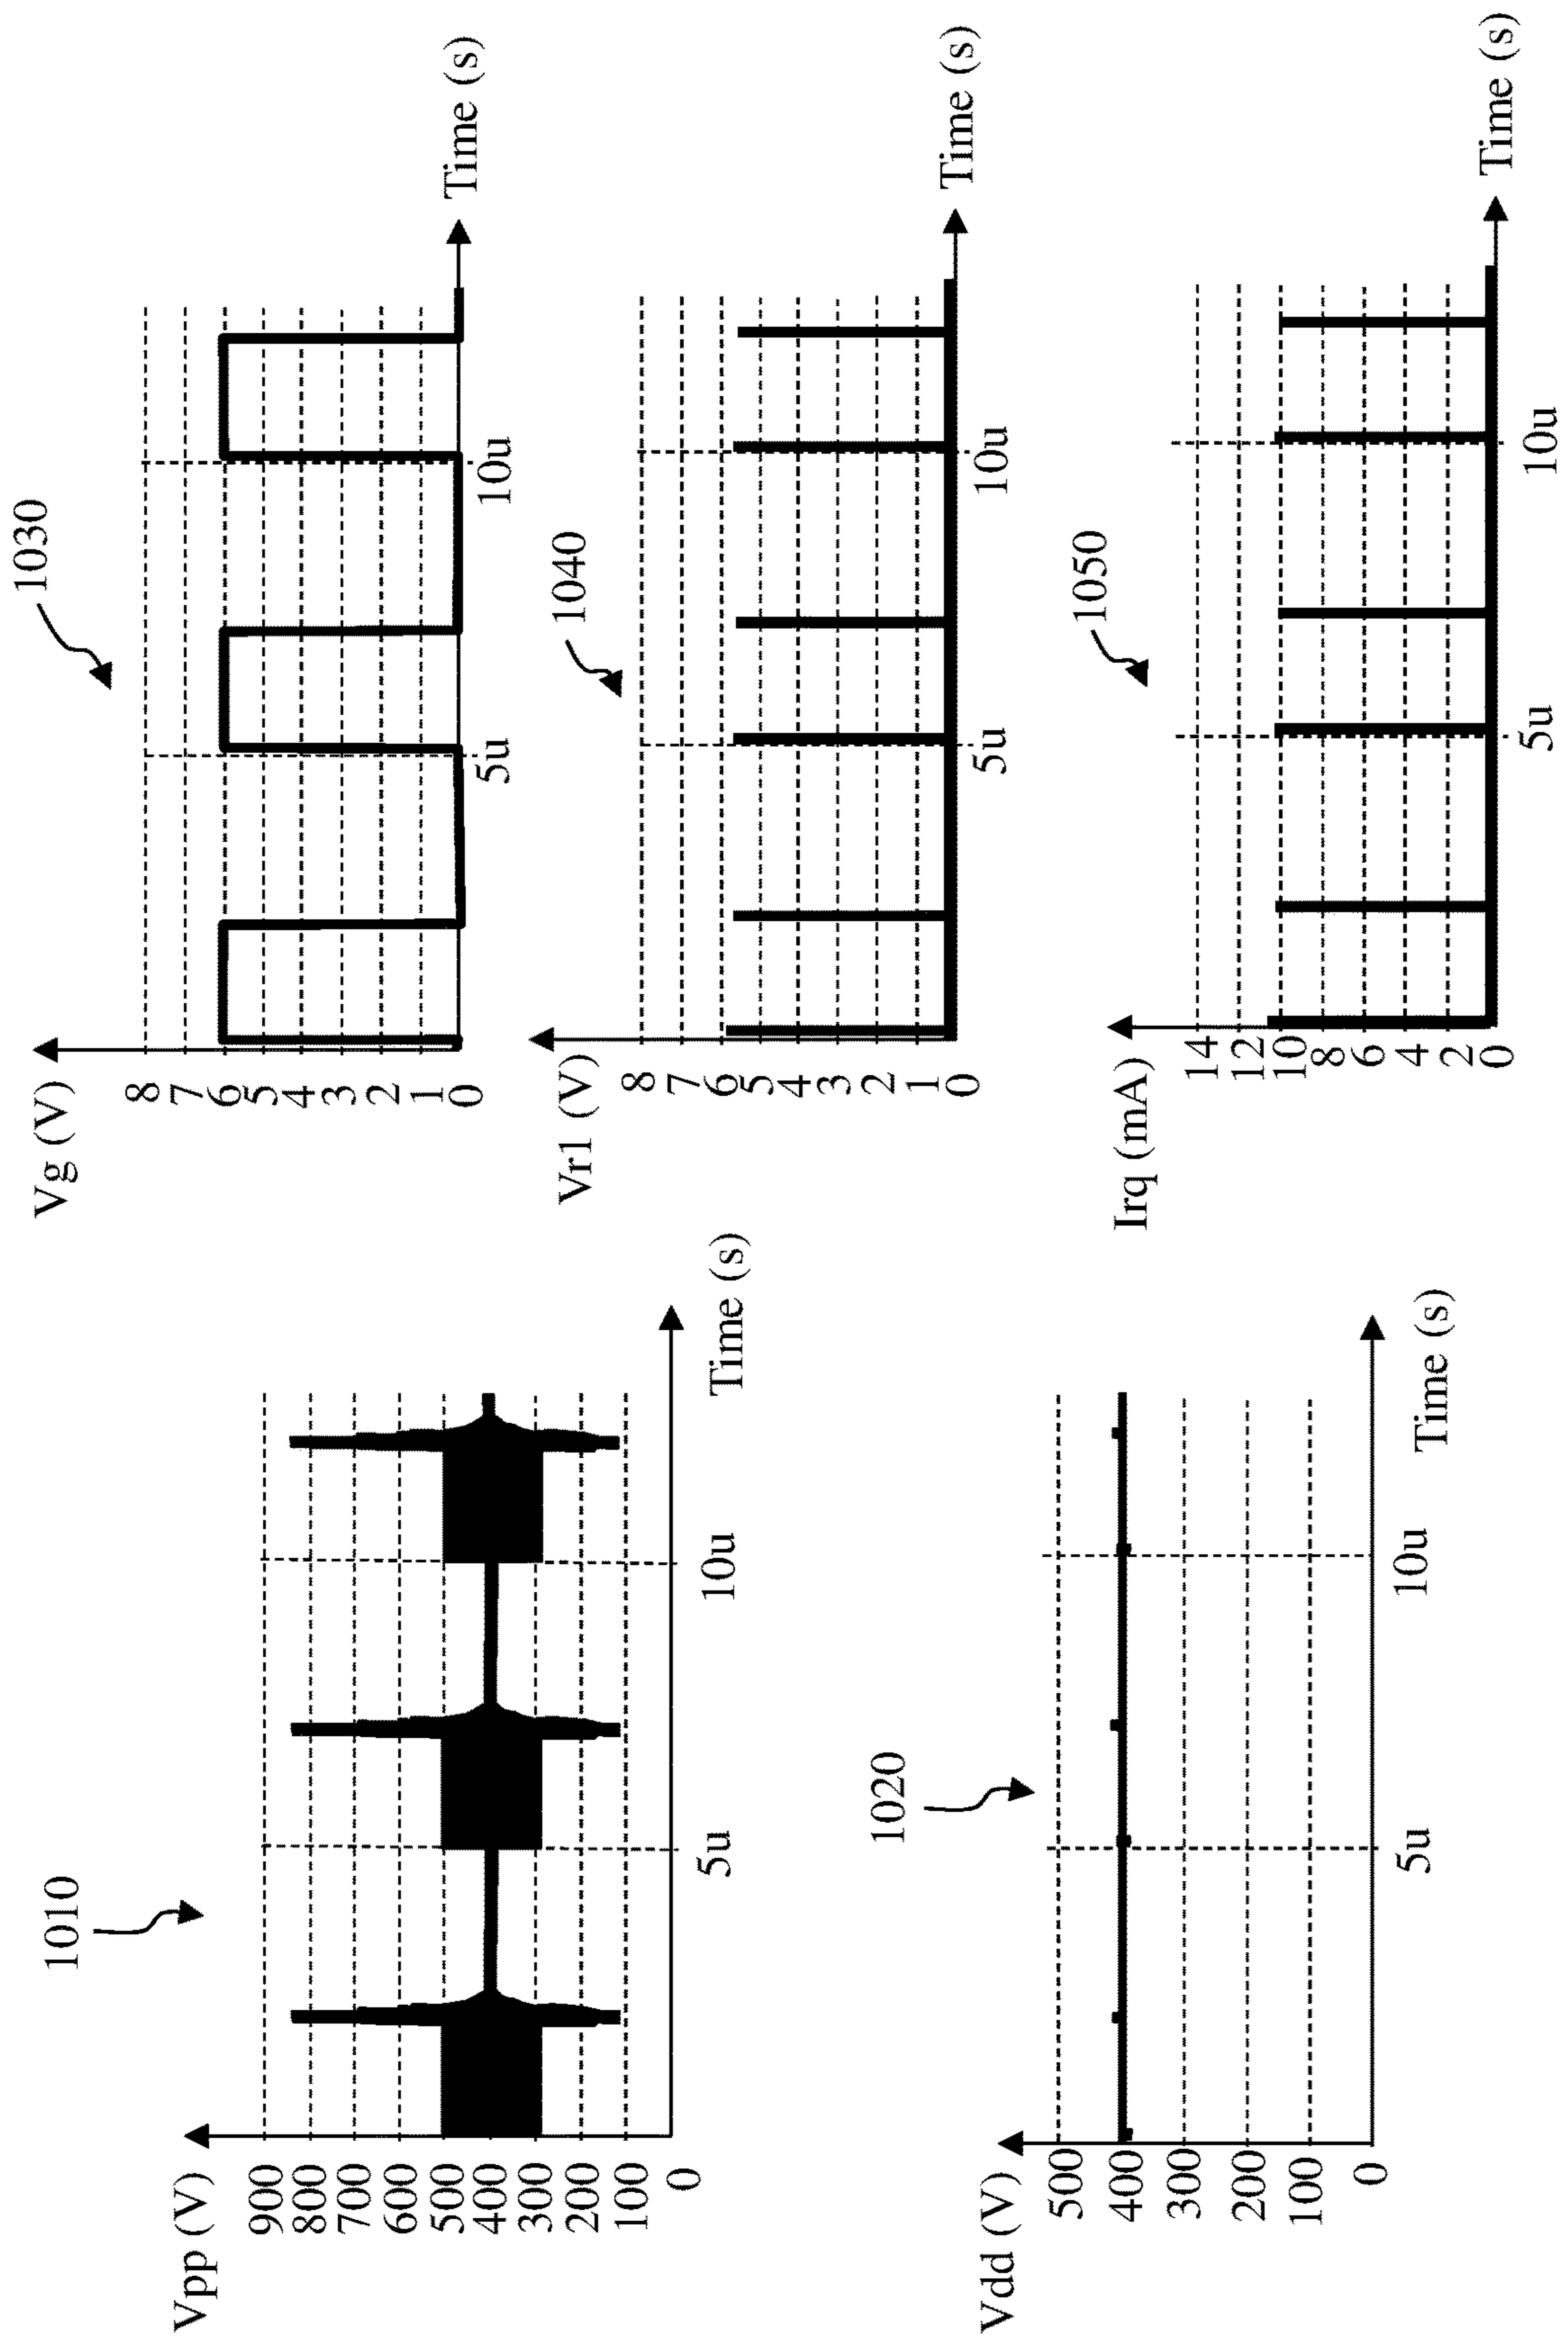 1010
Vpp (V)
900
800
700
600
500
400
300
200
100
0
5u
10u
Time (s)
1020
Vdd (V)
500
400
300
200
100
0
5u
10u
Time (s)
1030
Vg (V)
8
7
6
5
4
3
2
1
0
5u
10u
Time (s)
1040
Vr1 (V)
8
7
6
5
4
3
2
1
0
5u
10u
Time (s)
1050
Irq (mA)
14
12
10
8
6
4
2
0
5u
10u
Time (s)